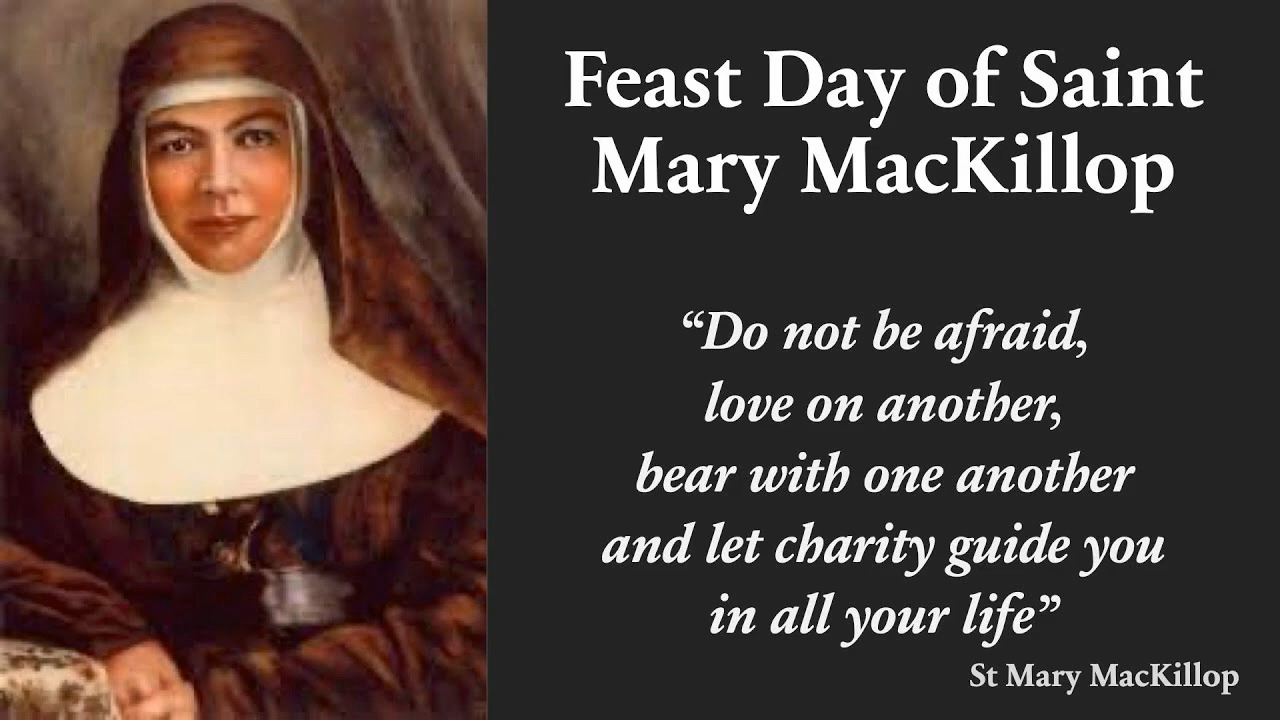 Feast Day of Saint
Mary MacKillop
“Do not be afraid,
love on another,
bear with one another
and let charity guide you
in all your life”
St Mary MacKillop